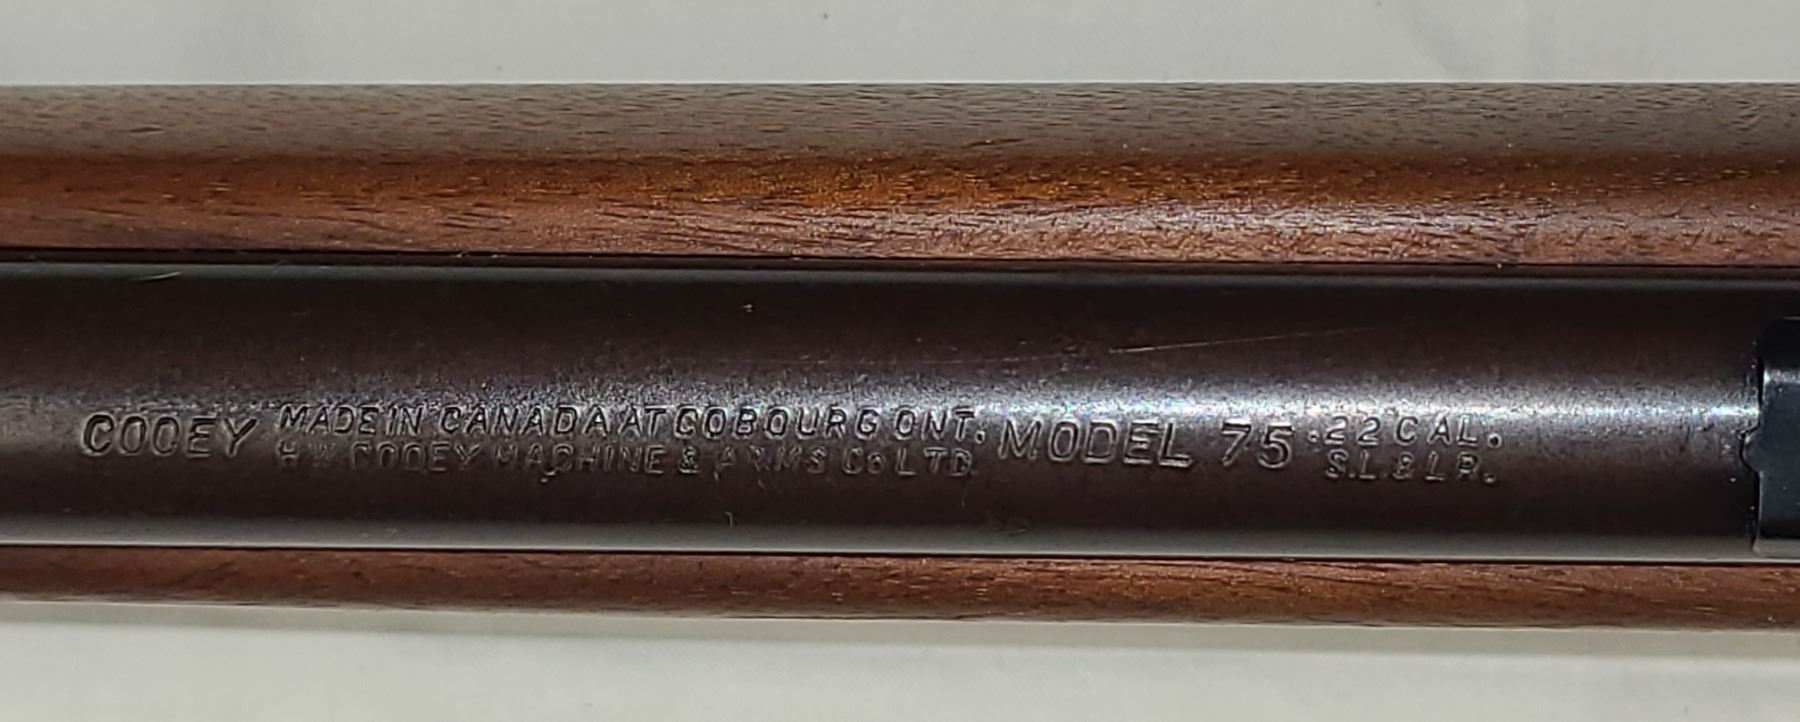 COOEY MADE IN CANADA AT COBOURG ONT. MODEL 75 .22 CAL.
H.W. COOEY MACHINE & ARMS Co LTD. S.L.& L R.